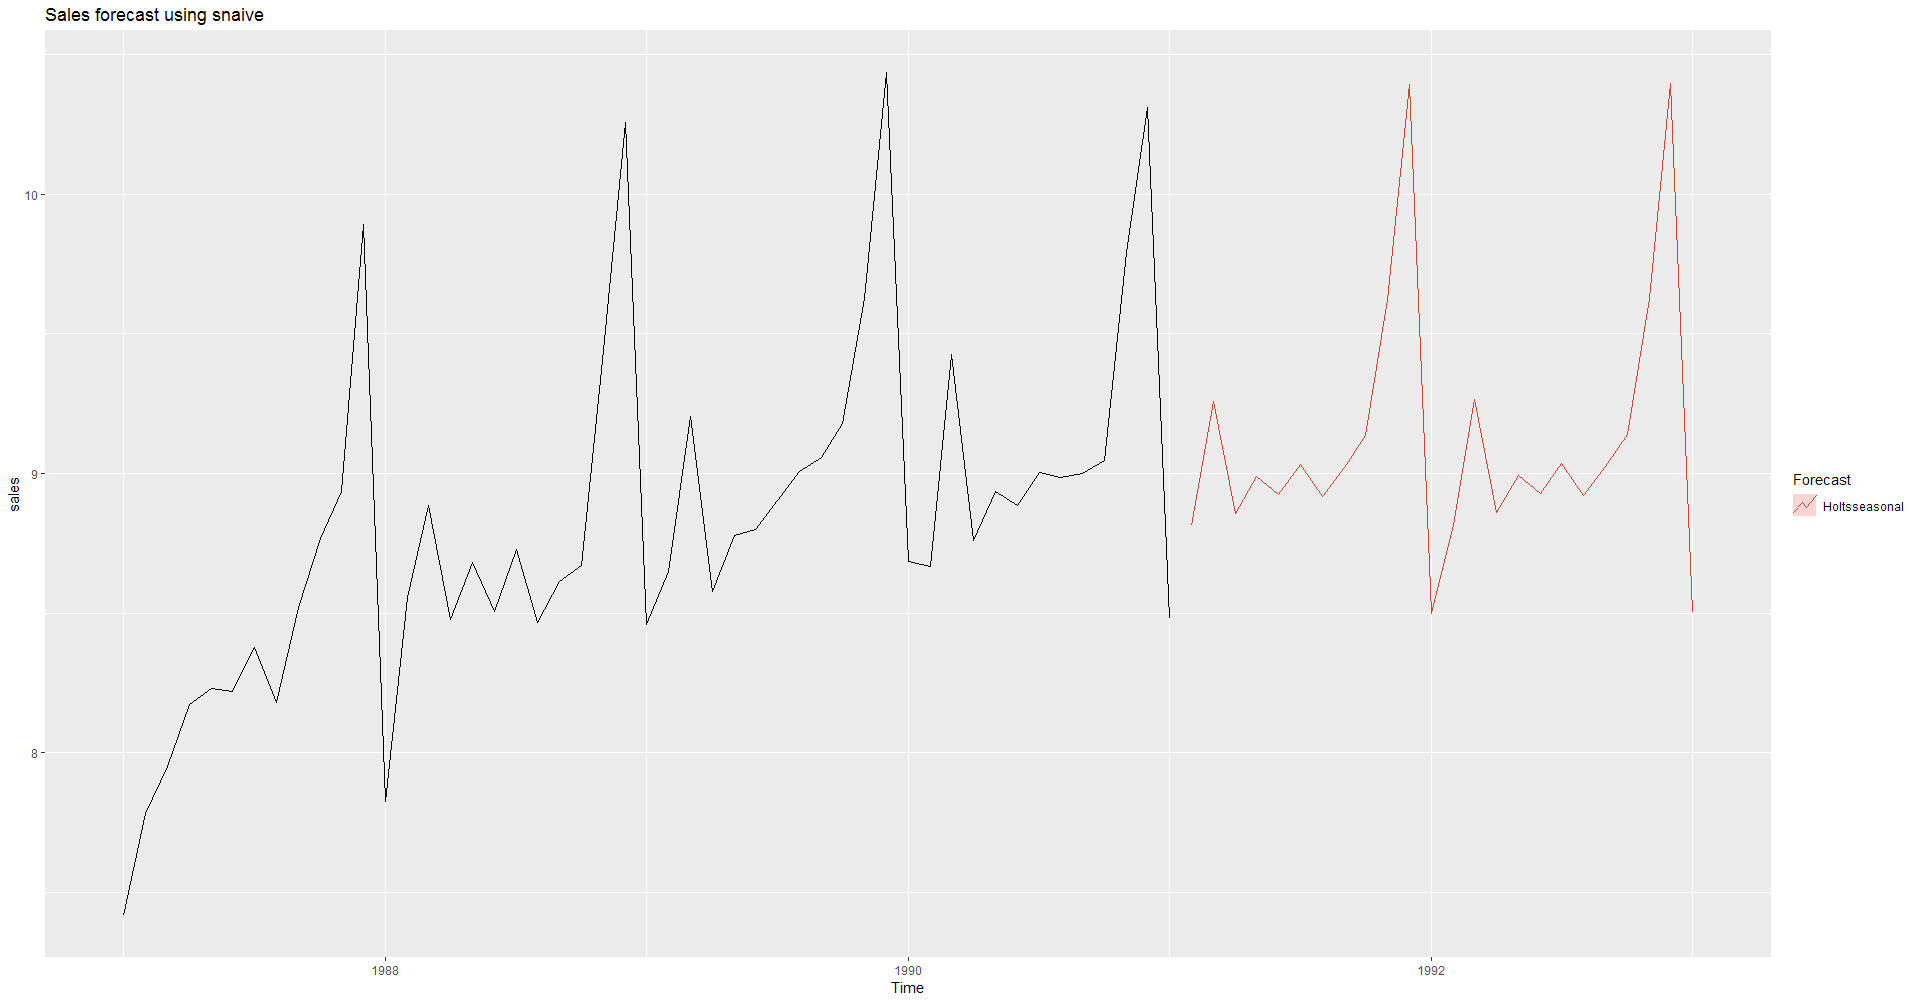 Sales forecast using snaive
sales
10
9
8
1988
1990
1992
Time
Forecast
Holtsseasonal